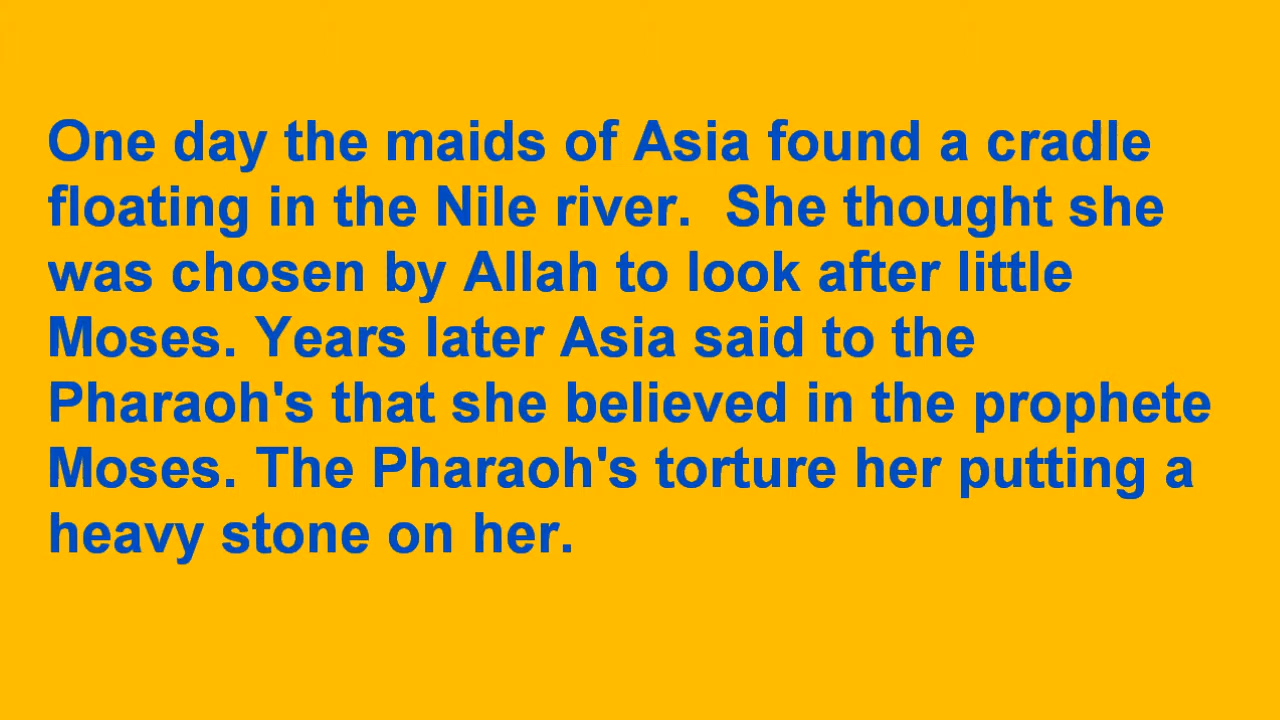 One day the maids of Asia found a cradle
floating in the Nile river.  She thought she
was chosen by Allah to look after little
Moses. Years later Asia said to the
Pharaoh's that she believed in the prophete
Moses. The Pharaoh's torture her putting a
heavy stone on her.